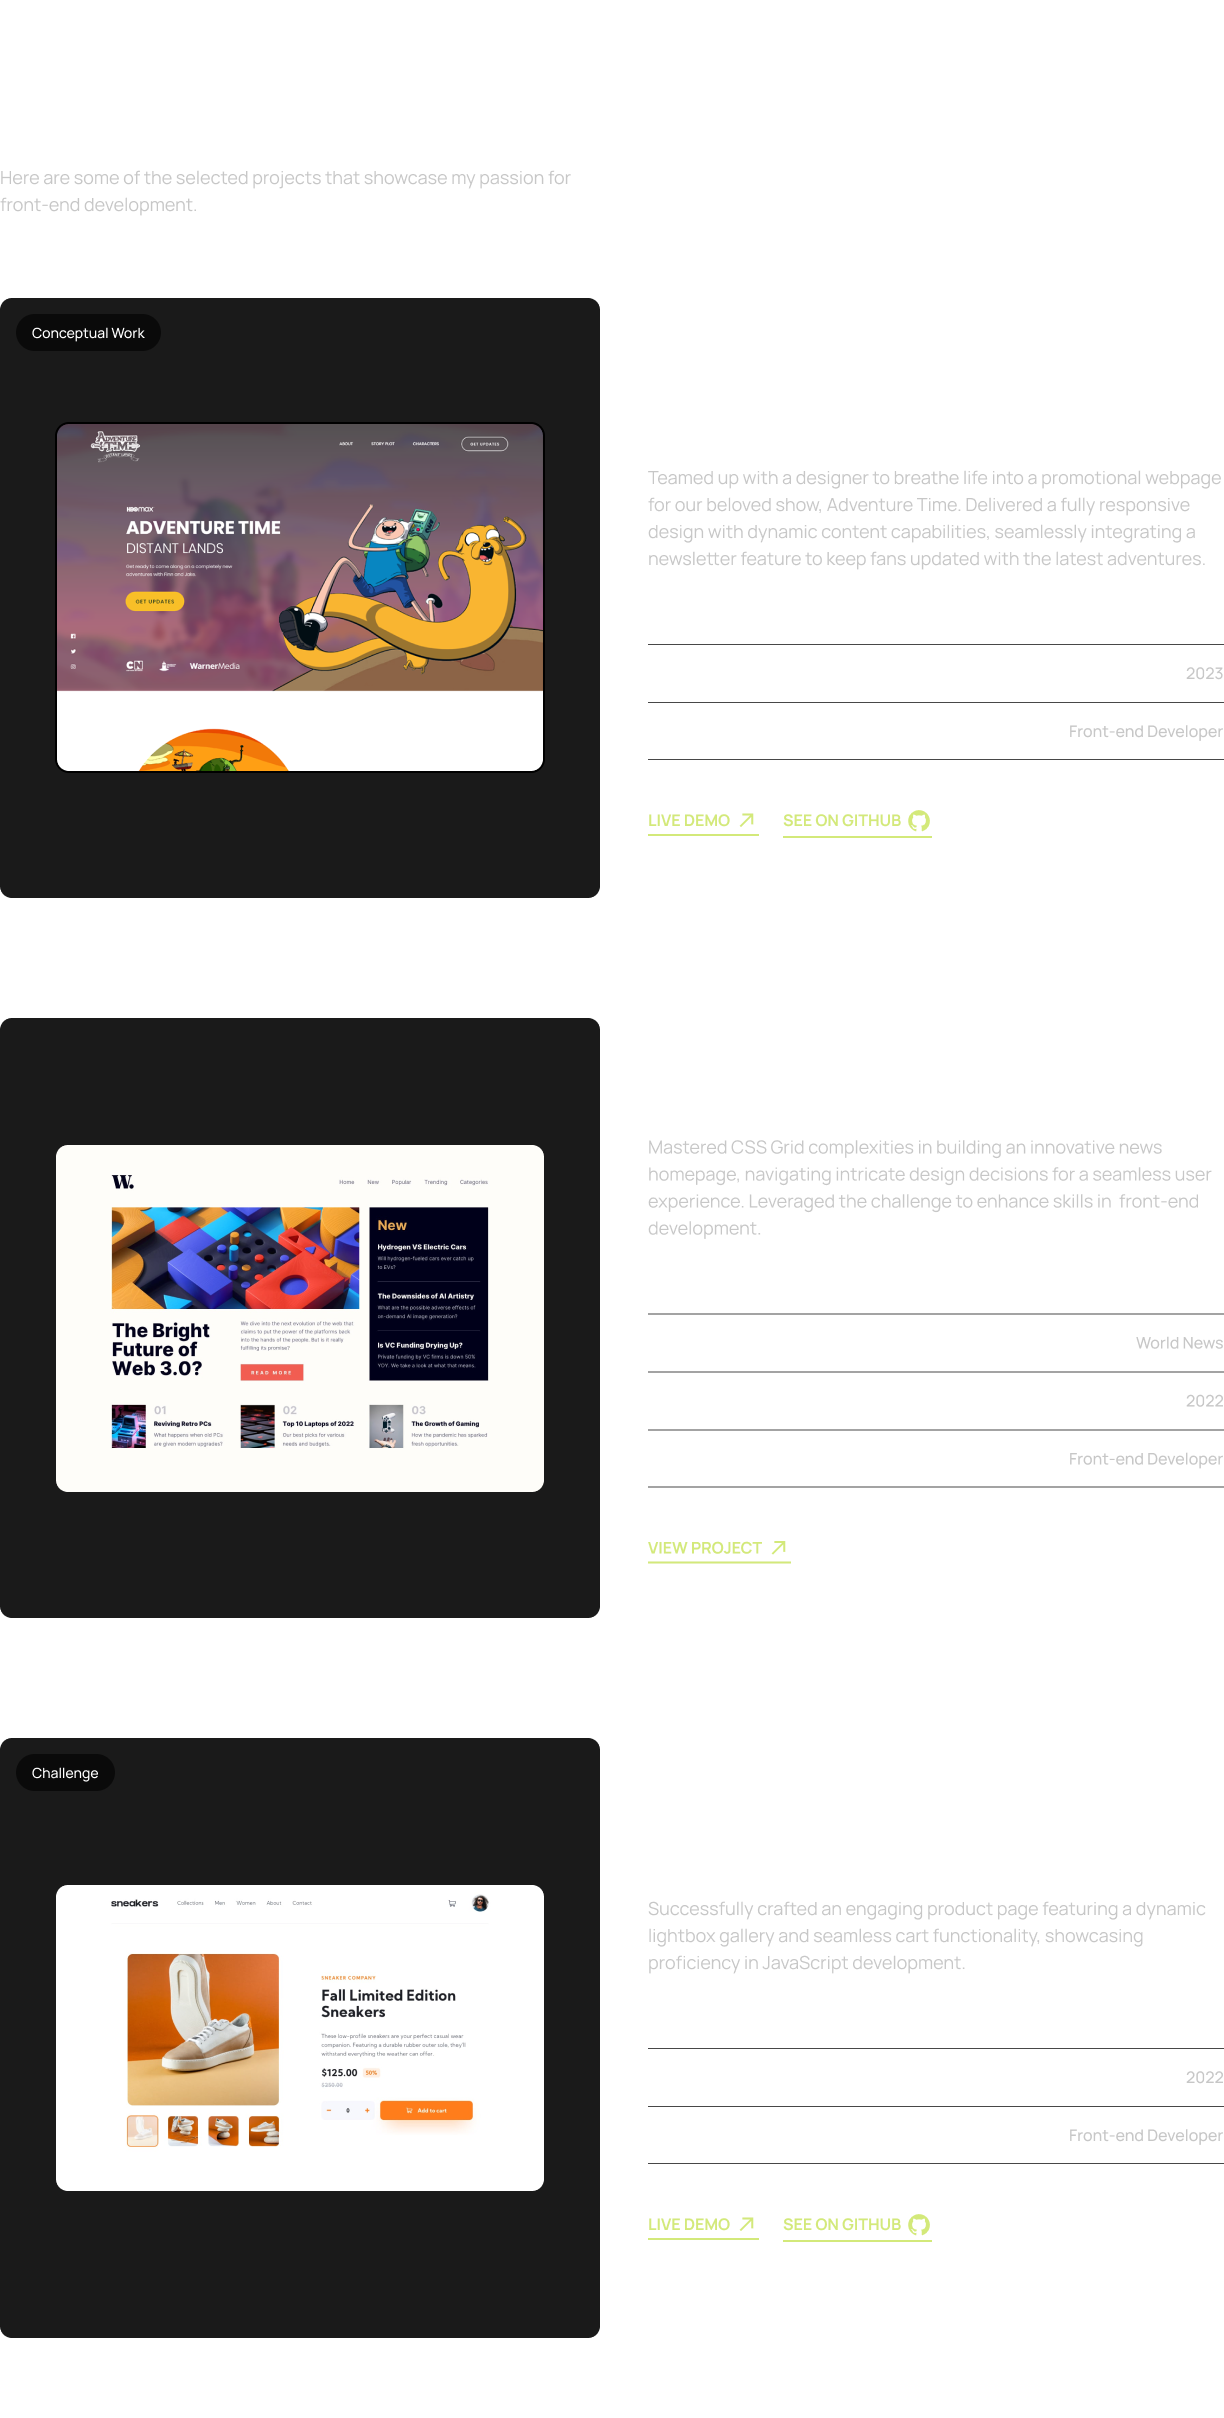 Here are some of the selected projects that showcase my passion for
front-end development.
Conceptual Work
ADVENTURE TIME
DISTANT LANDS
ABOUT
STORY PLOT
CHARACTERS
GET UPDATES
HBOmax
ADVENTURE TIME
DISTANT LANDS
Get ready to come along on a completely new
adventures with Finn and Jake.
GET UPDATES
CN
WarnerMedia
Teamed up with a designer to breathe life into a promotional webpage
for our beloved show, Adventure Time. Delivered a fully responsive
design with dynamic content capabilities, seamlessly integrating a
newsletter feature to keep fans updated with the latest adventures.
2023
Front-end Developer
LIVE DEMO
SEE ON GITHUB
W.
Home
New
Popular
Trending
Categories
New
Hydrogen VS Electric Cars
Will hydrogen-fueled cars ever catch up
to EVs?
The Downsides of AI Artistry
What are the possible adverse effects of
on-demand AI image generation?
Is VC Funding Drying Up?
Private funding by VC firms is down 50%
YOY. We take a look at what that means.
The Bright
Future of
Web 3.0?
We dive into the next evolution of the web that
claims to put the power of the platforms back
into the hands of the people. But is it really
fulfilling its promise?
READ MORE
01
Reviving Retro PCs
What happens when old PCs
are given modern upgrades?
02
Top 10 Laptops of 2022
Our best picks for various
needs and budgets.
03
The Growth of Gaming
How the pandemic has sparked
fresh opportunities.
Mastered CSS Grid complexities in building an innovative news
homepage, navigating intricate design decisions for a seamless user
experience. Leveraged the challenge to enhance skills in  front-end
development.
World News
2022
Front-end Developer
VIEW PROJECT
Challenge
sneakers
Collections
Men
Women
About
Contact
SNEAKER COMPANY
Fall Limited Edition
Sneakers
These low-profile sneakers are your perfect casual wear
companion. Featuring a durable rubber outer sole, they'll
withstand everything the weather can offer.
$125.00
50%
$250.00
0
Add to cart
Successfully crafted an engaging product page featuring a dynamic
lightbox gallery and seamless cart functionality, showcasing
proficiency in JavaScript development.
2022
Front-end Developer
LIVE DEMO
SEE ON GITHUB